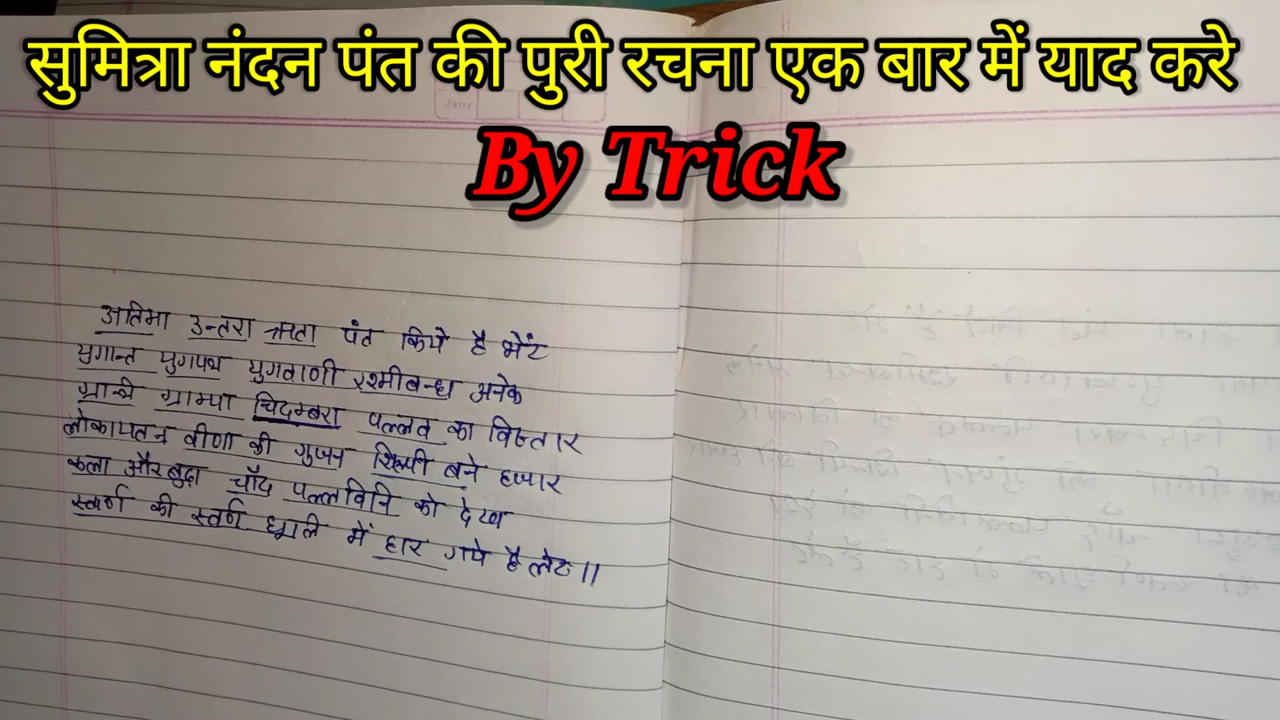 सुमित्रा नंदन पंत की पुरी रचना एक बार में याद करे
By Trick
अतिमा उन्तरा ऋता पंत किये है भेंट
युगान्त युगपथ युगवाणी रश्मीबन्ध अनेक
ग्रान्थि ग्राम्पा चिदम्बरा पल्लव का विस्तार
लोकापतन वीणा की गुंजन शिल्पी बने हजार
कला और बुढ़ा चाँद पल्लविनि को देख
स्वर्ण की स्वर्ण धूलि में हार गये है लेट॥